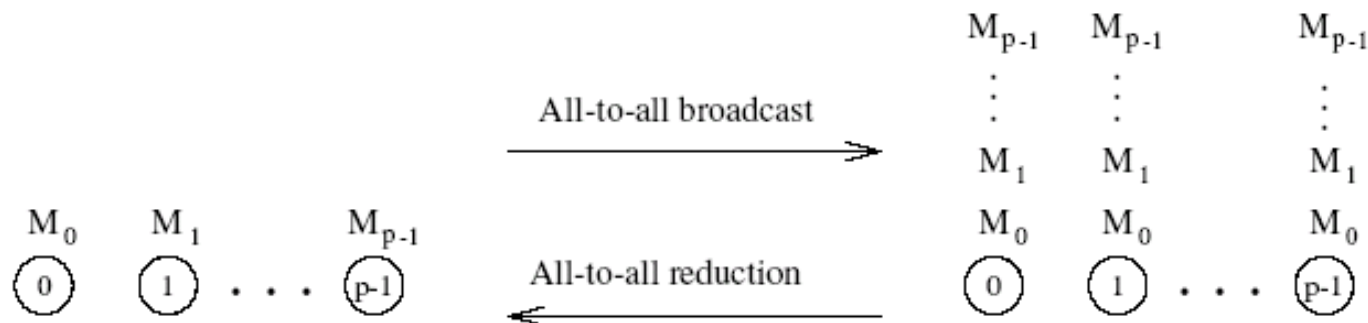 M_{p-1} M_{p-1} M_{p-1}
All-to-all broadcast
M_1 M_1 M_1
M_0 M_1 M_{p-1} M_0 M_0 M_0
All-to-all reduction
0 1 . . . p-1 0 1 . . . p-1